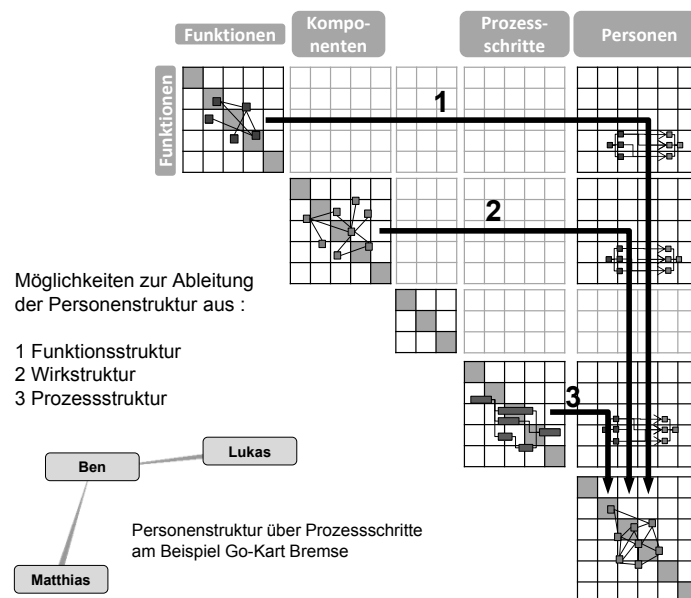 Funktionen
Kompo-
nenten
Prozess-
schritte
Personen
Funktionen
1
2
Möglichkeiten zur Ableitung
der Personenstruktur aus :
1 Funktionsstruktur
2 Wirkstruktur
3 Prozessstruktur
3
Ben
Lukas
Personenstruktur über Prozessschritte
am Beispiel Go-Kart Bremse
Matthias